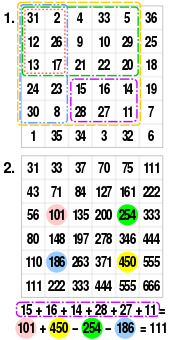 1. 31 2 4 33 5 36
12 26 9 10 29 25
13 17 21 22 20 18
24 23 15 16 14 19
30 8 28 27 11 7
1 35 34 3 32 6
2. 31 33 37 70 75 111
43 71 84 127 161 222
56 101 135 200 254 333
80 148 197 278 346 444
110 186 263 371 450 555
111 222 333 444 555 666
15 + 16 + 14 + 28 + 27 + 11 =
101 + 450 − 254 − 186 = 111